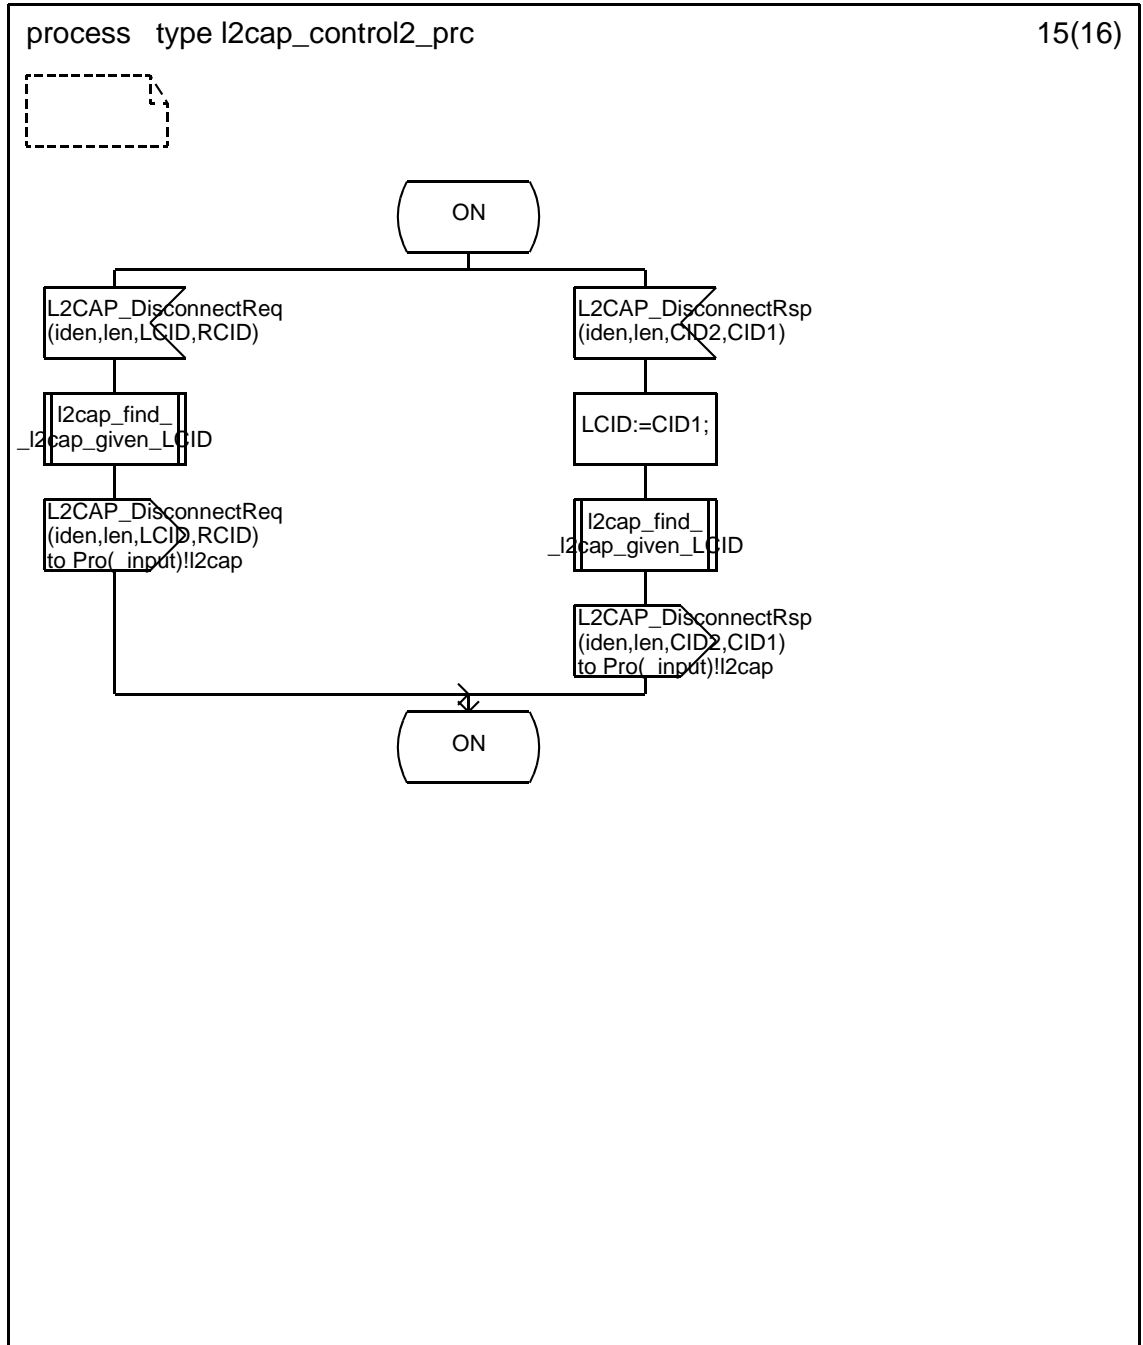 process type l2cap_control2_prc 15(16)
ON
L2CAP_DisconnectReq
(iden,len,LCID,RCID)
l2cap_find_
_l2cap_given_LCID
L2CAP_DisconnectReq
(iden,len,LCID,RCID)
to Pro(_input)!l2cap
L2CAP_DisconnectRsp
(iden,len,CID2,CID1)
LCID:=CID1;
l2cap_find_
_l2cap_given_LCID
L2CAP_DisconnectRsp
(iden,len,CID2,CID1)
to Pro(_input)!l2cap
ON